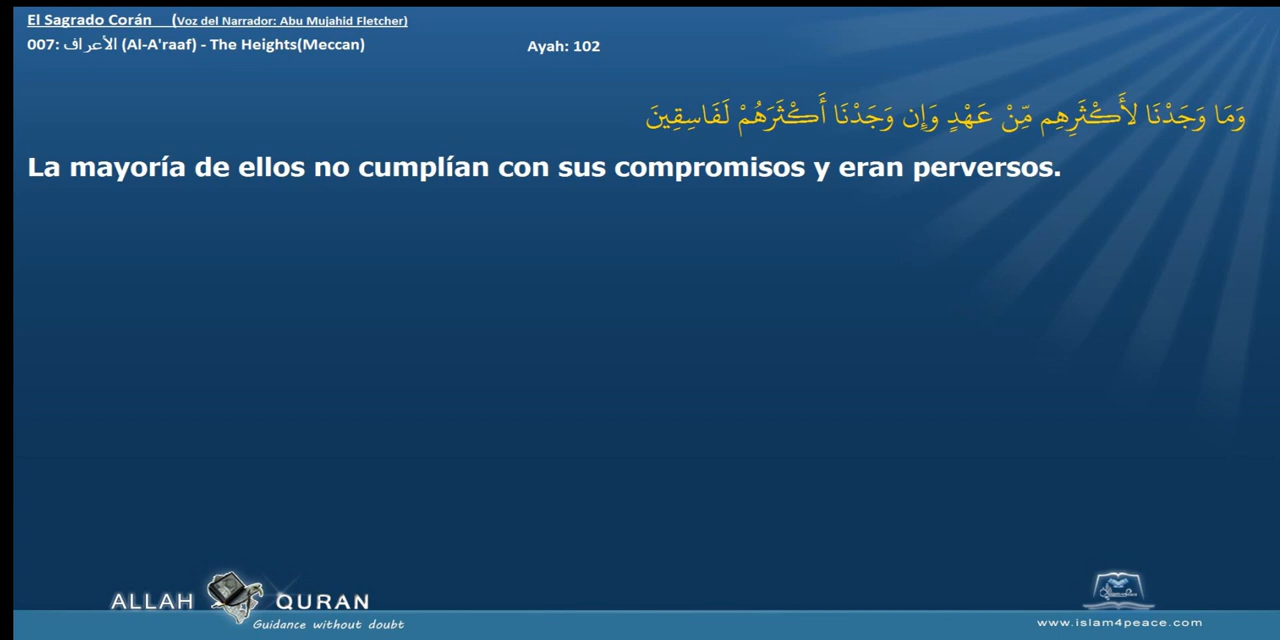 El Sagrado Corán (Voz del Narrador: Abu Mujahid Fletcher)
007: الأعراف (Al-A'raaf) - The Heights(Meccan)
Ayah: 102
وَمَا وَجَدْنَا لأَكْثَرِهِم مِّنْ عَهْدٍ وَإِن وَجَدْنَا أَكْثَرَهُمْ لَفَاسِقِينَ
La mayoría de ellos no cumplían con sus compromisos y eran perversos.
ALLAH QURAN
Guidance without doubt
www.islam4peace.com